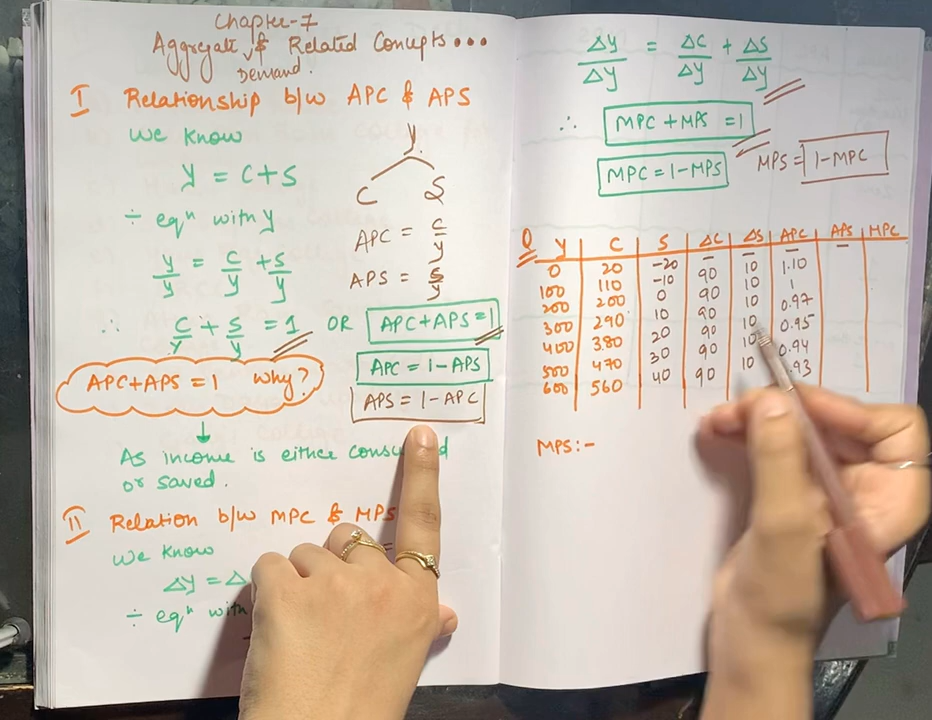 Chapter-7
Aggregate & Related Concepts...
Demand.
I Relationship b/w APC & APS
We know
y = C+S
÷ eqn with y
y/y = C/y + S/y
∴ C/y + S/y = 1 OR APC+APS=1
APC = 1-APS
APS = 1-APC
y.
C S
APC = C/y
APS = S/y
APC+APS = 1 why?
As income is either
or saved.
II Relation b/w MPC & MPS
We know
Δy = Δ
÷ eqn with
Δy/Δy = ΔC/Δy + ΔS/Δy
∴ MPC + MPS = 1
MPC = 1-MPS MPS = 1-MPC
Q Y C S ΔC ΔS APC APS MPC
0 20 -20 - - - -
100 110 -10 90 10 1.10
200 200 0 90 10 1
300 290 10 90 10 0.97
400 380 20 90 10 0.95
500 470 30 90 10 0.94
600 560 40 90 10 .93
MPS:-